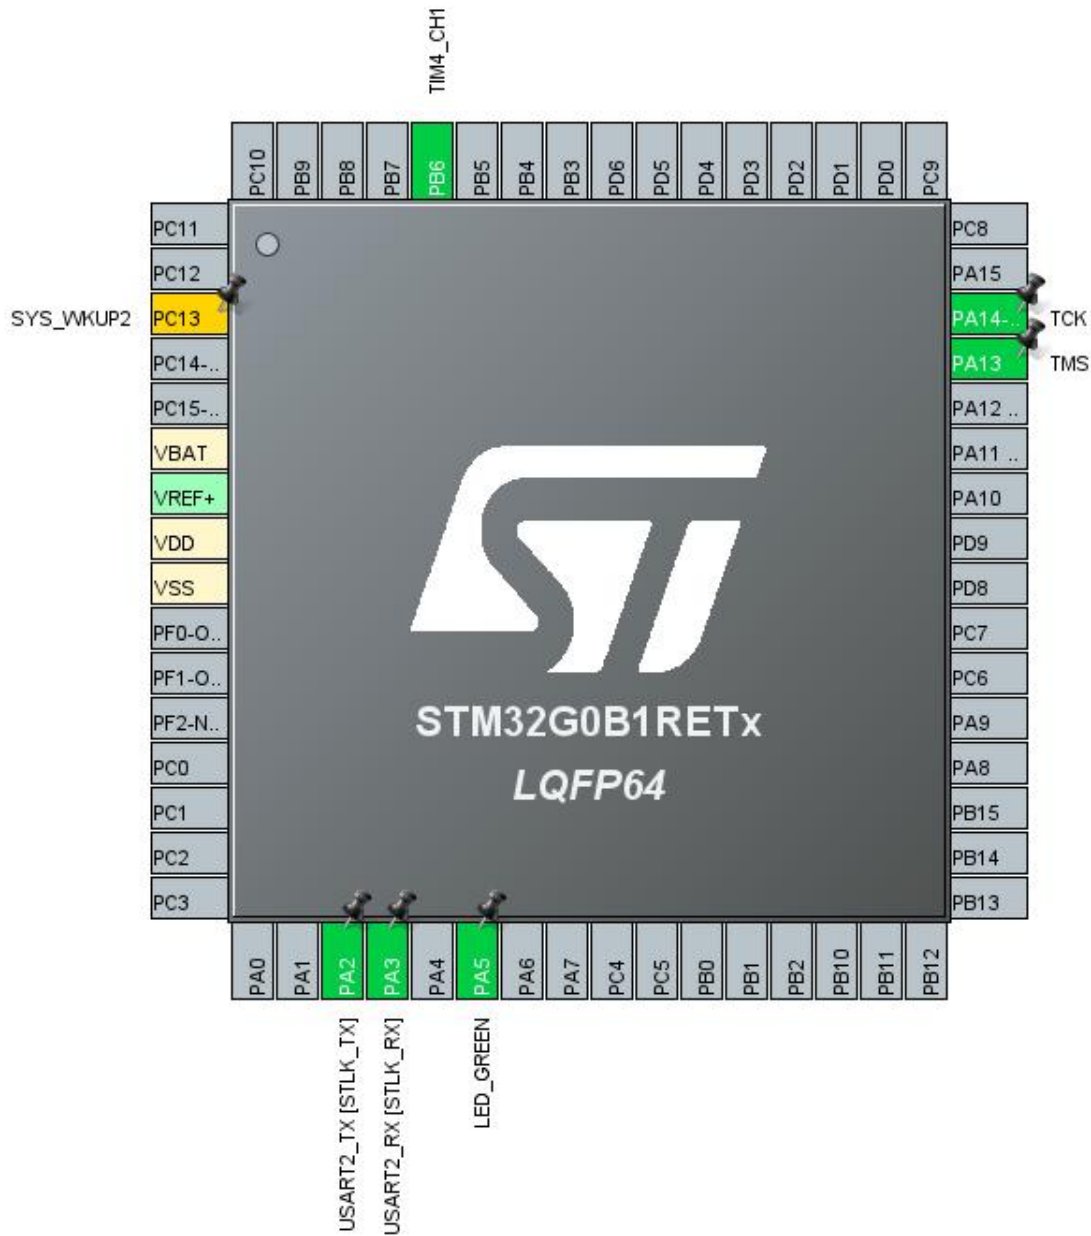 TIM4_CH1
PC10
PB9
PB8
PB7
PB6
PB5
PB4
PB3
PD6
PD5
PD4
PD3
PD2
PD1
PD0
PC9
PC11
PC12
SYS_WKUP2
PC13
PC14-..
PC15-..
VBAT
VREF+
VDD
VSS
PF0-O..
PF1-O..
PF2-N..
PC0
PC1
PC2
PC3
PC8
PA15
PA14-..
TCK
PA13
TMS
PA12 ..
PA11 ..
PA10
PD9
PD8
PC7
PC6
PA9
PA8
PB15
PB14
PB13
ST
STM32G0B1RETx
LQFP64
PA0
PA1
PA2
PA3
PA4
PA5
PA6
PA7
PC4
PC5
PB0
PB1
PB2
PB10
PB11
PB12
USART2_TX [STLK_TX]
USART2_RX [STLK_RX]
LED_GREEN